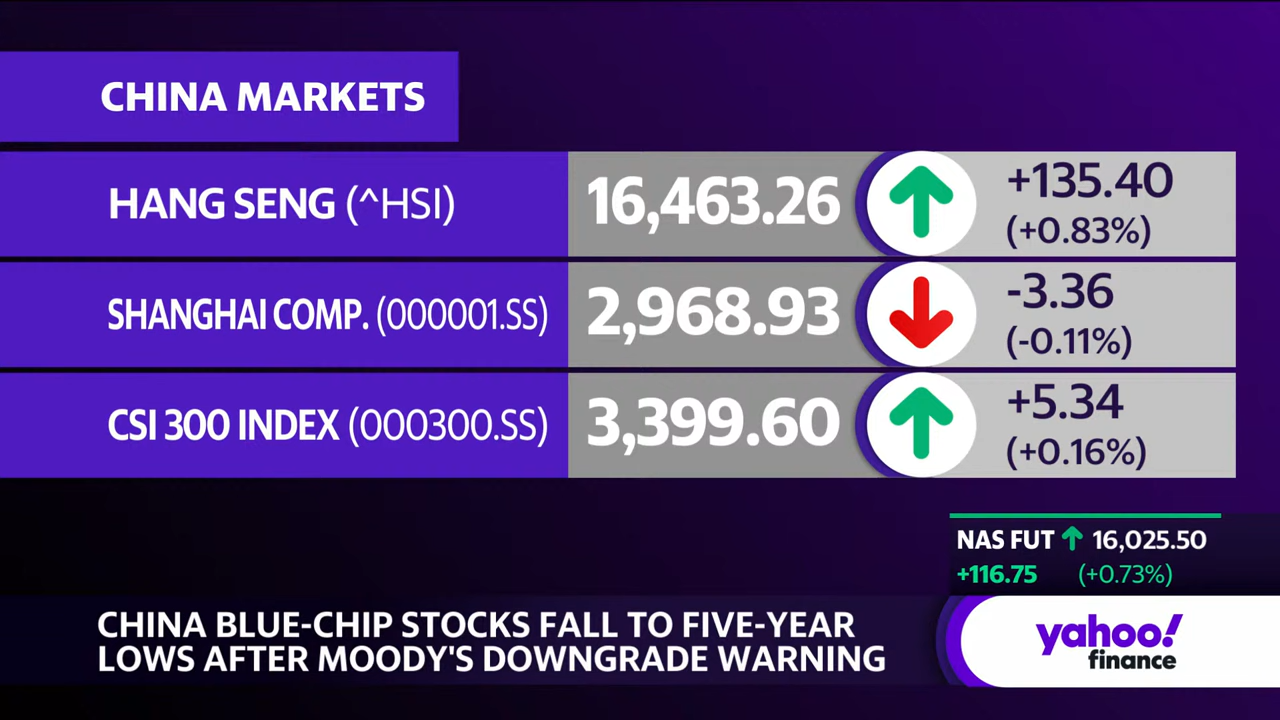 CHINA MARKETS
HANG SENG (^HSI) 16,463.26 +135.40
(+0.83%)
SHANGHAI COMP. (000001.SS) 2,968.93 -3.36
(-0.11%)
CSI 300 INDEX (000300.SS) 3,399.60 +5.34
(+0.16%)
NAS FUT 16,025.50
+116.75 (+0.73%)
CHINA BLUE-CHIP STOCKS FALL TO FIVE-YEAR
LOWS AFTER MOODY'S DOWNGRADE WARNING
yahoo!
finance